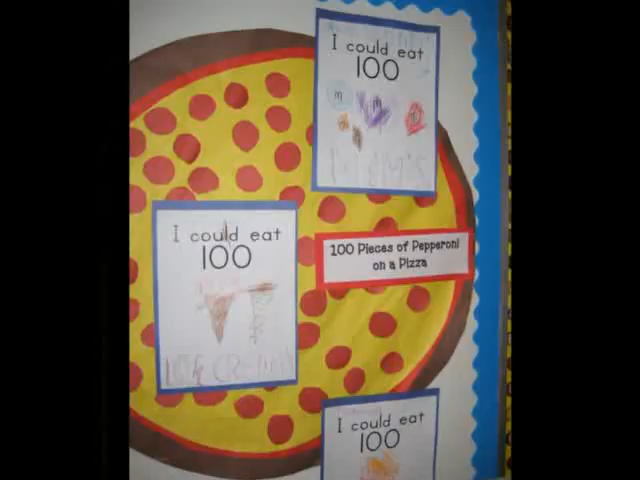 I could eat
100
m
m
M&M's
I could eat
100
100 Pieces of Pepperoni
on a Pizza
I could eat
100